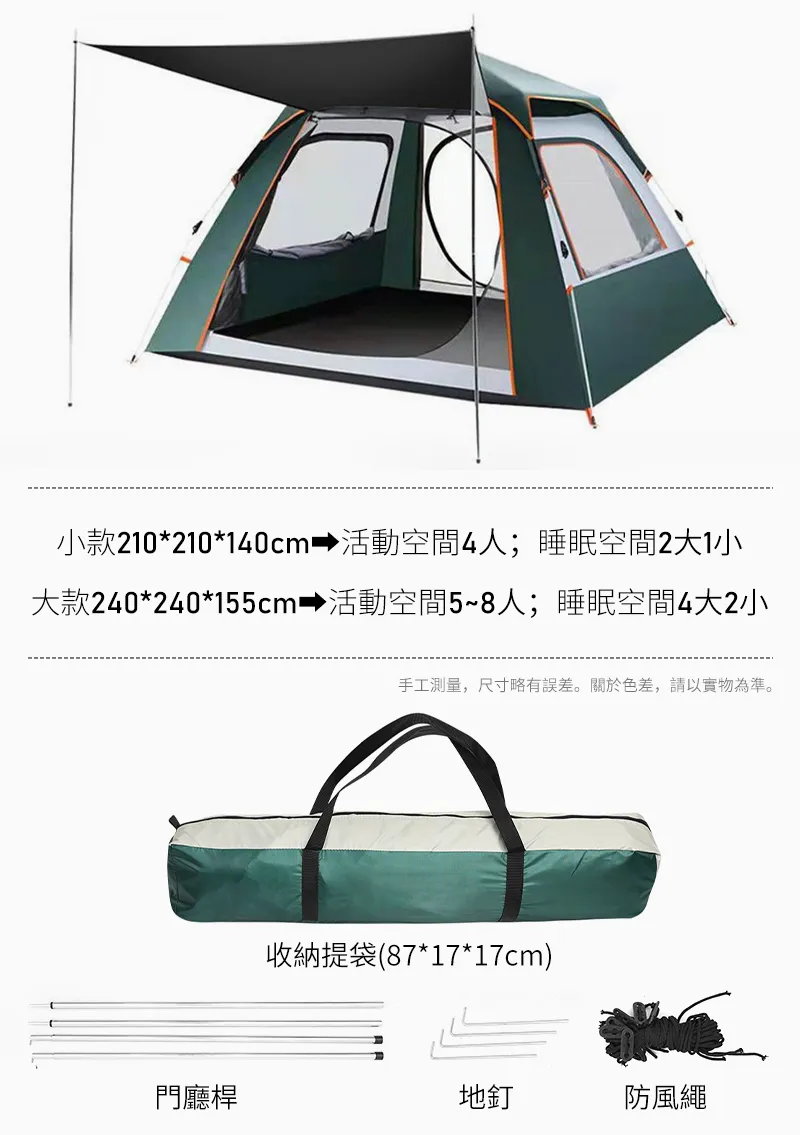 小款210*210*140cm➡活動空間4人；睡眠空間2大1小
大款240*240*155cm➡活動空間5~8人；睡眠空間4大2小
手工測量，尺寸略有誤差。關於色差，請以實物為準。
收納提袋(87*17*17cm)
門廳桿
地釘
防風繩